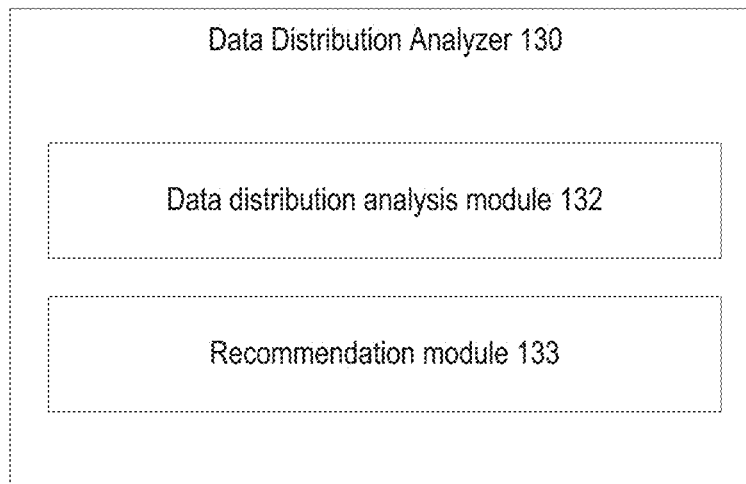 Data Distribution Analyzer 130
Data distribution analysis module 132
Recommendation module 133